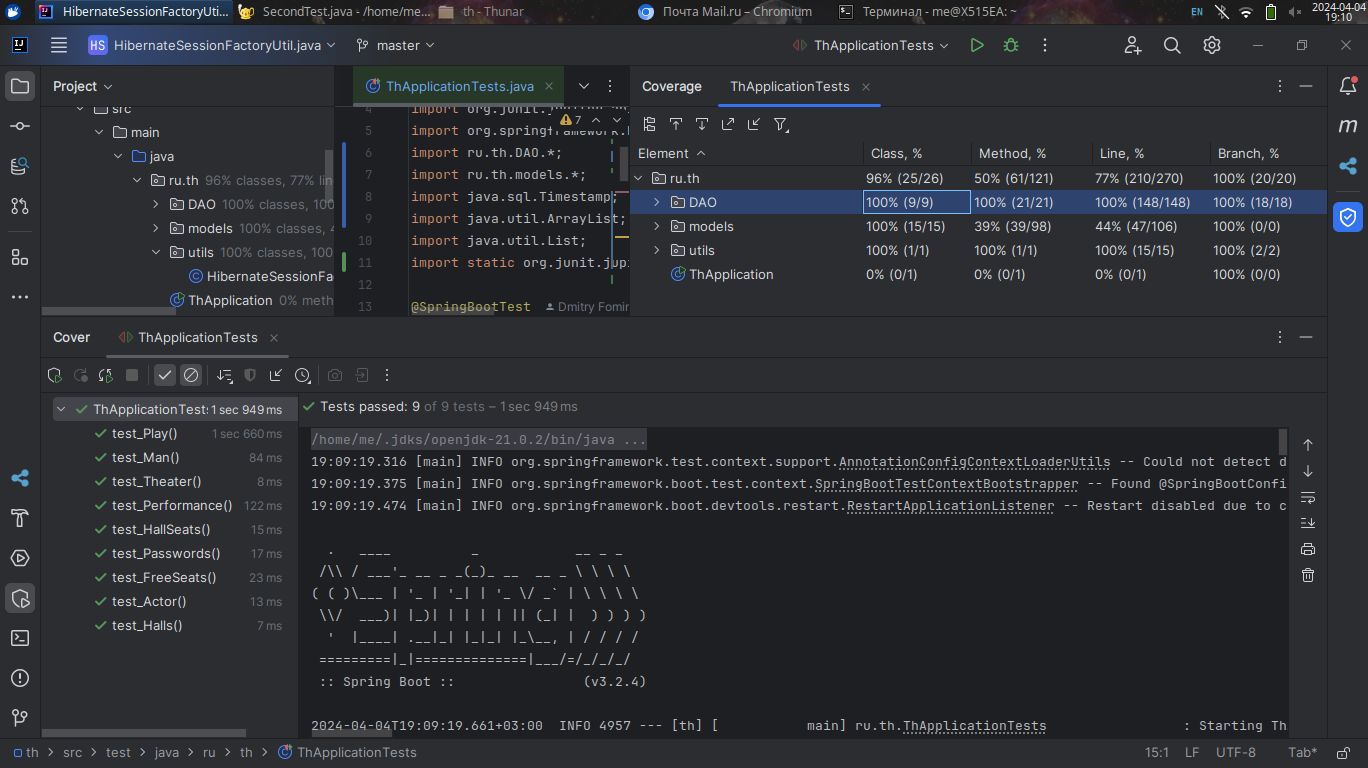 HibernateSessionFactoryUti...
SecondTest.java - /home/me...
th - Thunar
Почта Mail.ru – Chromium
Терминал - me@X515EA: ~
EN
2024-04-04
19:10
HS HibernateSessionFactoryUtil.java
master
ThApplicationTests
Project
src
main
java
ru.th 96% classes, 77% lin
DAO 100% classes,
models 100% classes, 4
utils 100% classes, 100%
HibernateSessionFa
ThApplication 0% meth
ThApplicationTests.java
7
4 import org.junit.
5 import org.springframework.
6 import ru.th.DAO.*;
7 import ru.th.models.*;
8 import java.sql.Timestamp;
9 import java.util.ArrayList;
10 import java.util.List;
11 import static org.junit.jupi
12
13 @SpringBootTest Dmitry Fomin
Coverage ThApplicationTests
Element Class, % Method, % Line, % Branch, %
ru.th 96% (25/26) 50% (61/121) 77% (210/270) 100% (20/20)
DAO 100% (9/9) 100% (21/21) 100% (148/148) 100% (18/18)
models 100% (15/15) 39% (39/98) 44% (47/106) 100% (0/0)
utils 100% (1/1) 100% (1/1) 100% (15/15) 100% (2/2)
ThApplication 0% (0/1) 0% (0/1) 0% (0/1) 100% (0/0)
m
Cover ThApplicationTests
ThApplicationTests 1 sec 949 ms
test_Play() 1 sec 660 ms
test_Man() 84 ms
test_Theater() 8 ms
test_Performance() 122 ms
test_HallSeats() 15 ms
test_Passwords() 17 ms
test_FreeSeats() 23 ms
test_Actor() 13 ms
test_Halls() 7 ms
Tests passed: 9 of 9 tests – 1 sec 949 ms
/home/me/.jdks/openjdk-21.0.2/bin/java ...
19:09:19.316 [main] INFO org.springframework.test.context.support.AnnotationConfigContextLoaderUtils -- Could not detect d
19:09:19.375 [main] INFO org.springframework.boot.test.context.SpringBootTestContextBootstrapper -- Found @SpringBootConfi
19:09:19.474 [main] INFO org.springframework.boot.devtools.restart.RestartApplicationListener -- Restart disabled due to c
  .   ____          _            __ _ _
 /\\ / ___'_ __ _ _(_)_ __  __ _ \ \ \ \
( ( )\___ | '_ | '_| | '_ \/ _` | \ \ \ \
 \\/  ___)| |_)| | | | | || (_| |  ) ) ) )
  '  |____| .__|_| |_|_| |_\__, | / / / /
 =========|_|==============|___/=/_/_/_/
 :: Spring Boot ::                (v3.2.4)
2024-04-04T19:09:19.661+03:00  INFO 4957 --- [th] [           main] ru.th.ThApplicationTests                 : Starting Th
th > src > test > java > ru > th > ThApplicationTests
15:1 LF UTF-8 Tab*